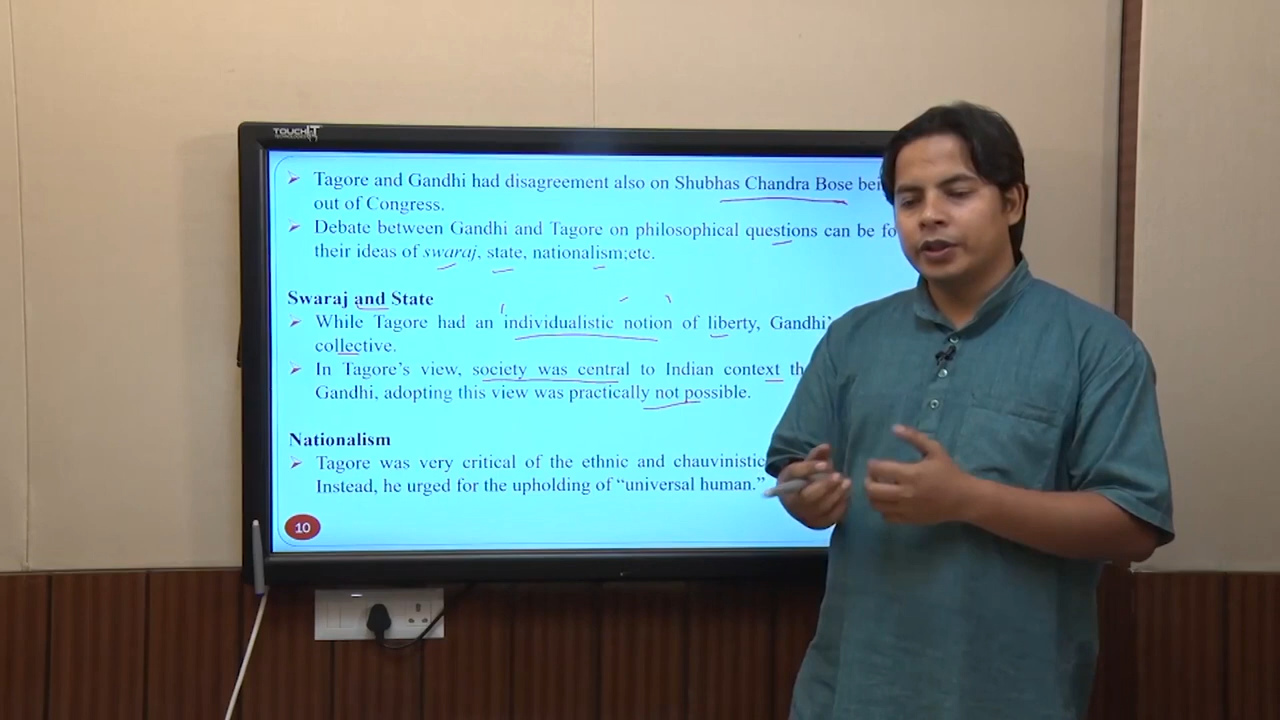 TOUCHIT
Tagore and Gandhi had disagreement also on Shubhas Chandra Bose
out of Congress.
Debate between Gandhi and Tagore on philosophical questions can be
their ideas of swaraj, state, nationalism;etc.
Swaraj and State
While Tagore had an individualistic notion of liberty,
collective.
In Tagore's view, society was central to Indian context
Gandhi, adopting this view was practically not possible.
Nationalism
Tagore was very critical of the ethnic and chauvinistic
Instead, he urged for the upholding of “universal human.”
10